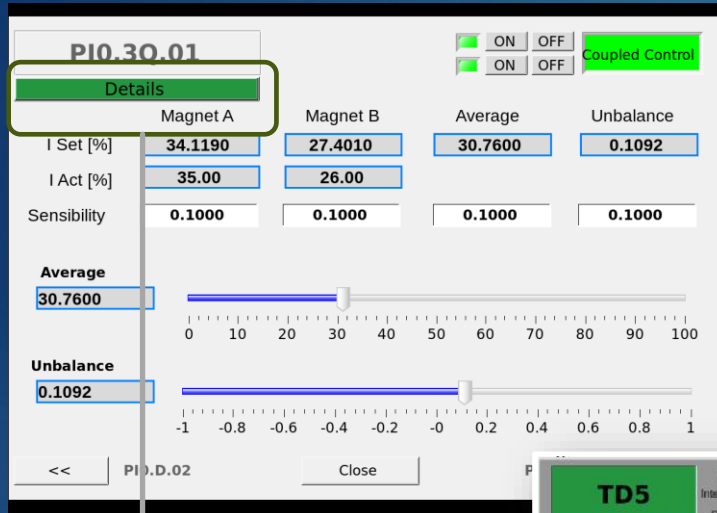 PI0.3Q.01
ON OFF
Coupled Control
ON OFF
Details
Magnet A Magnet B Average Unbalance
I Set [%] 34.1190 27.4010 30.7600 0.1092
I Act [%] 35.00 26.00
Sensibility 0.1000 0.1000 0.1000 0.1000
Average
30.7600
0 10 20 30 40 50 60 70 80 90 100
Unbalance
0.1092
-1 -0.8 -0.6 -0.4 -0.2 -0 0.2 0.4 0.6 0.8 1
<< PI0.D.02 Close
TD5